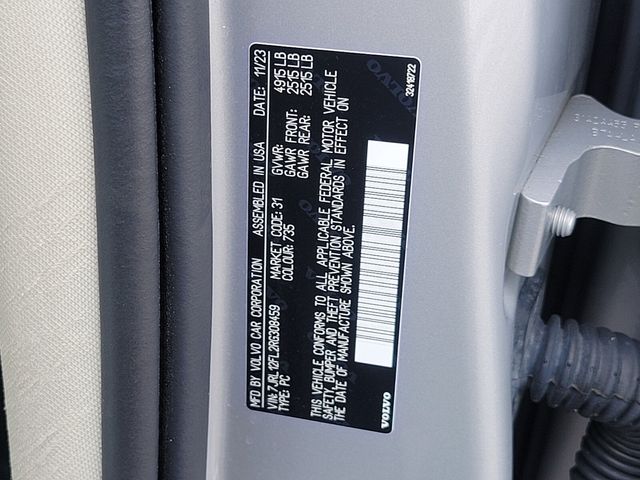 MFD BY VOLVO CAR CORPORATION ASSEMBLED IN USA DATE: 11/23
VIN: 7JRL12FL2RG308459 GVWR: 4915 LB
TYPE: PC MARKET CODE: 31 GAWR FRONT: 2515 LB
COLOUR: 735 GAWR REAR: 2515 LB
THIS VEHICLE CONFORMS TO ALL APPLICABLE FEDERAL MOTOR VEHICLE
SAFETY, BUMPER AND THEFT PREVENTION STANDARDS IN EFFECT ON
THE DATE OF MANUFACTURE SHOWN ABOVE.
VOLVO
32419722